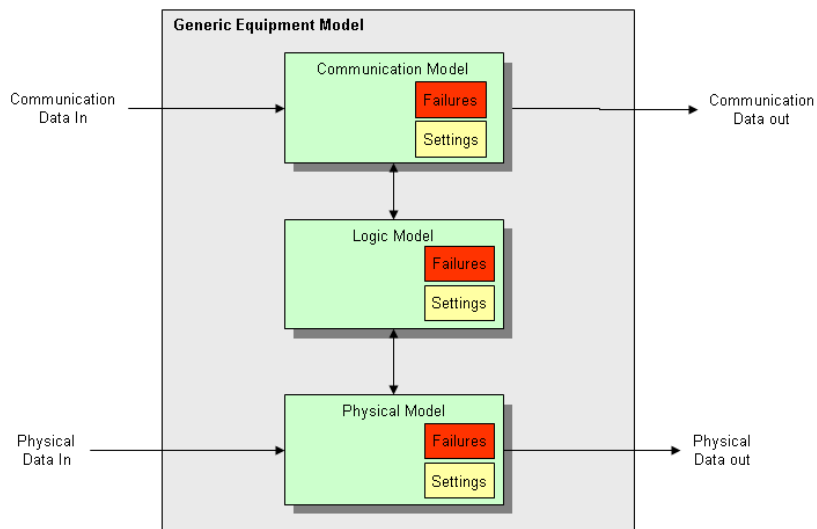 Generic Equipment Model
Communication Model
Failures
Settings
Communication
Data In
Communication
Data out
Logic Model
Failures
Settings
Physical Model
Failures
Settings
Physical
Data In
Physical
Data out